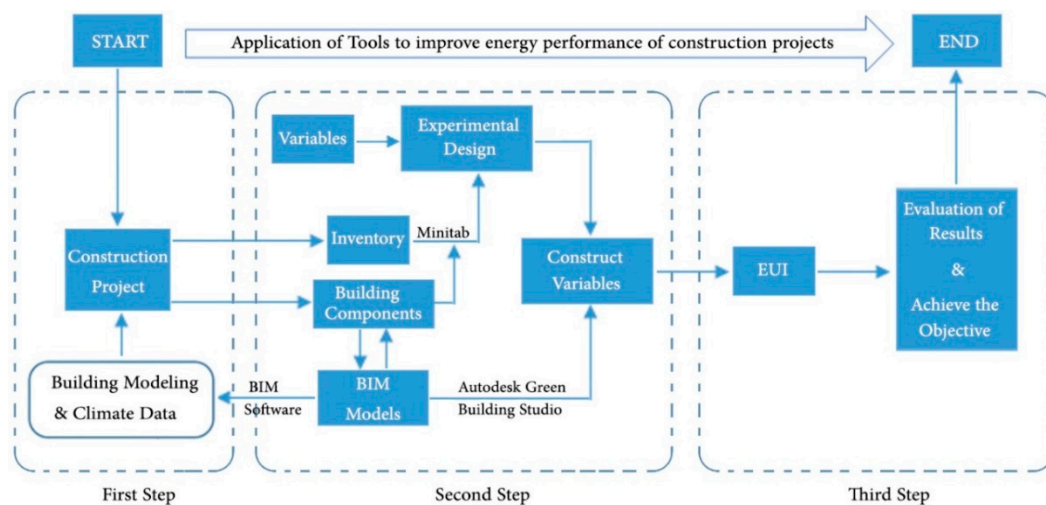 START
Application of Tools to improve energy performance of construction projects
END
Construction
Project
Building Modeling
& Climate Data
First Step
Variables
Experimental
Design
Inventory
Minitab
Building
Components
BIM
Models
BIM
Software
Autodesk Green
Building Studio
Construct
Variables
Second Step
EUI
Evaluation of
Results
&
Achieve the
Objective
Third Step